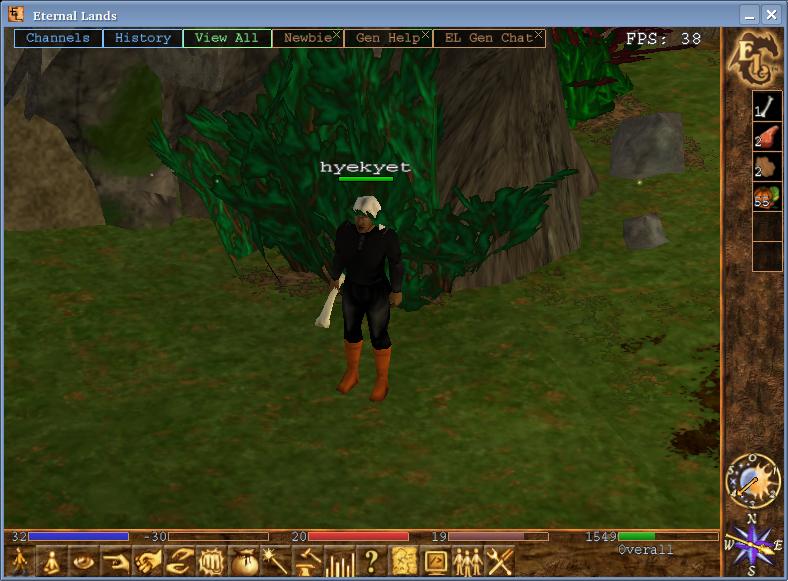 Eternal Lands
Channels History View All Newbie Gen Help EL Gen Chat FPS: 38
hyekyet
1
2
2
55
32 -30 20 19 1549
Overall
N
W E
S